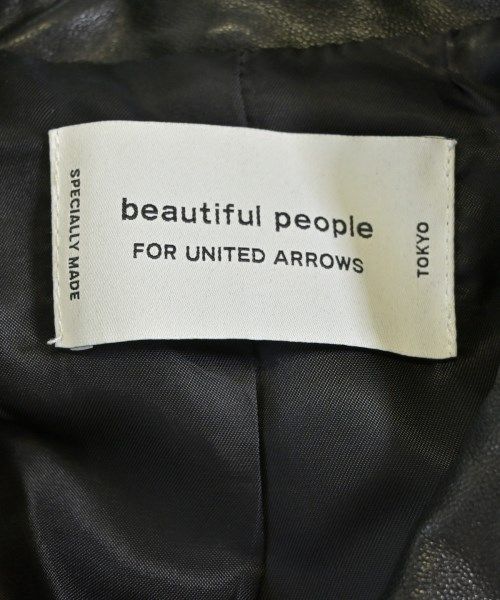 SPECIALLY MADE
beautiful people
FOR UNITED ARROWS
TOKYO